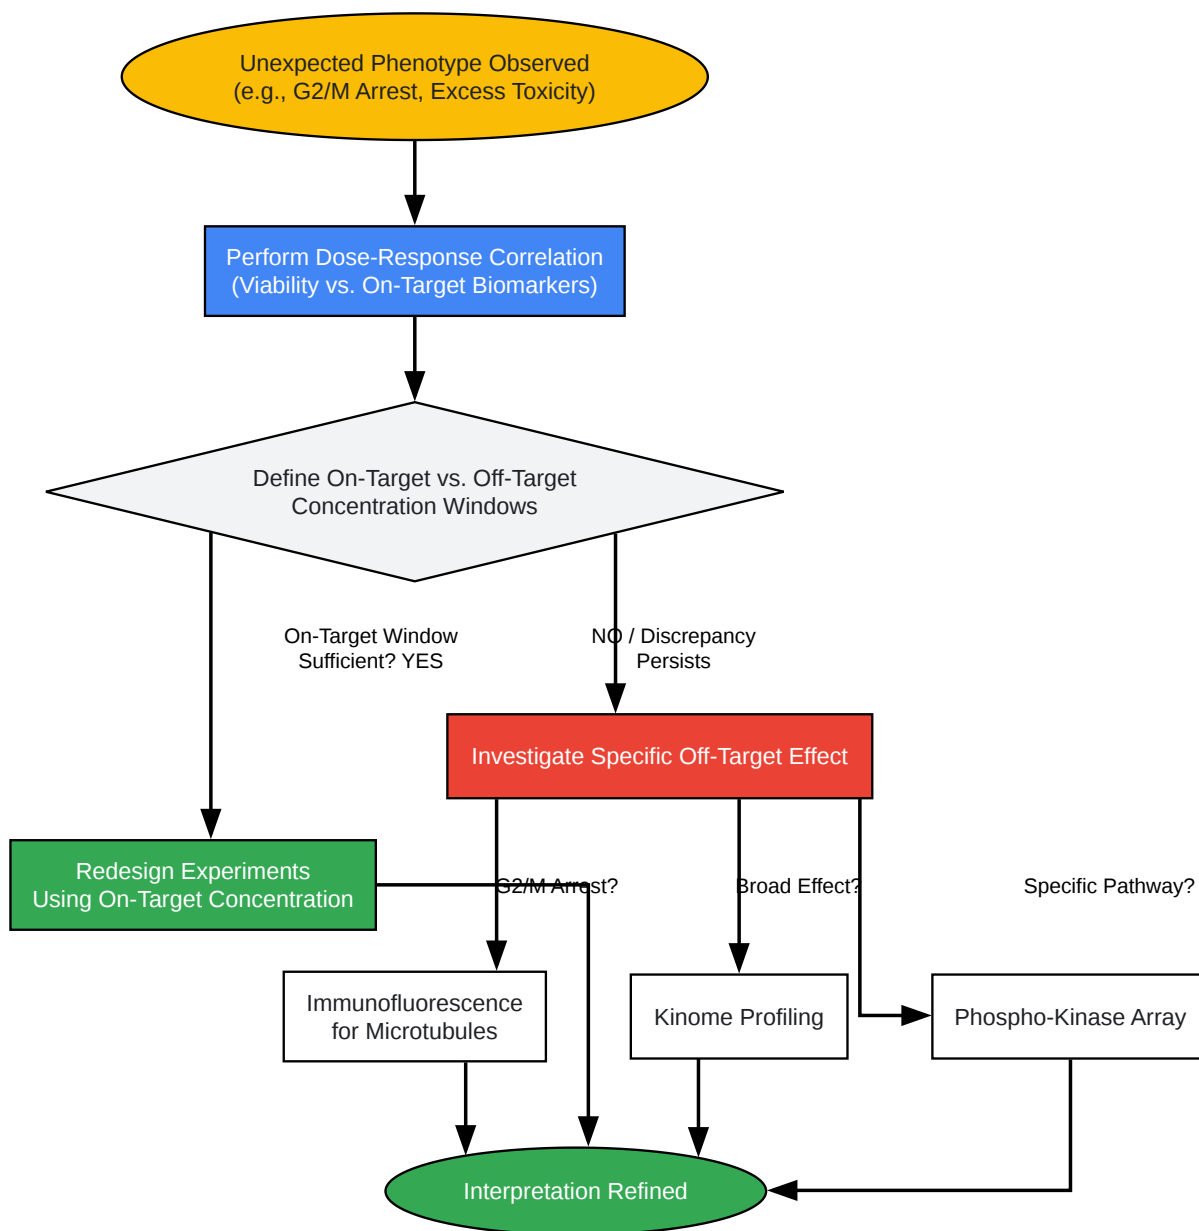 Unexpected Phenotype Observed
(e.g., G2/M Arrest, Excess Toxicity)
Perform Dose-Response Correlation
(Viability vs. On-Target Biomarkers)
Define On-Target vs. Off-Target
Concentration Windows
On-Target Window
Sufficient? YES
NO / Discrepancy
Persists
Investigate Specific Off-Target Effect
Redesign Experiments
Using On-Target Concentration
G2/M Arrest?
Broad Effect?
Specific Pathway?
Immunofluorescence
for Microtubules
Kinome Profiling
Phospho-Kinase Array
Interpretation Refined